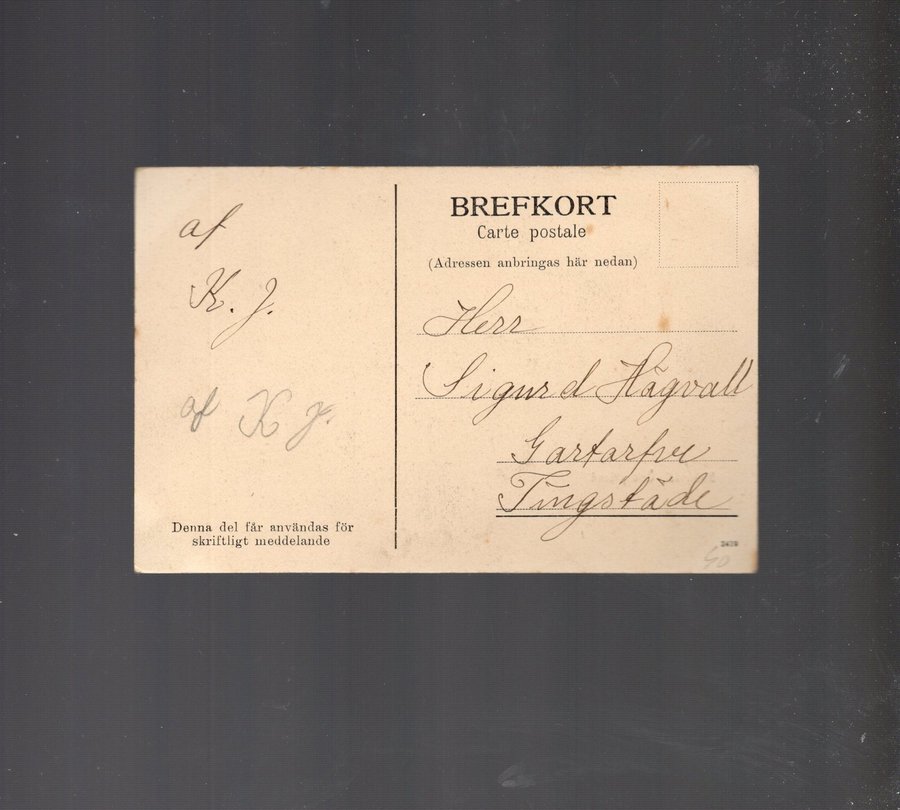 af
K. J.
af K J.
Denna del får användas för
skriftligt meddelande
BREFKORT
Carte postale
(Adressen anbringas här nedan)
Herr
Sigurd Hägvall
Gartarfve
Tingstäde
50